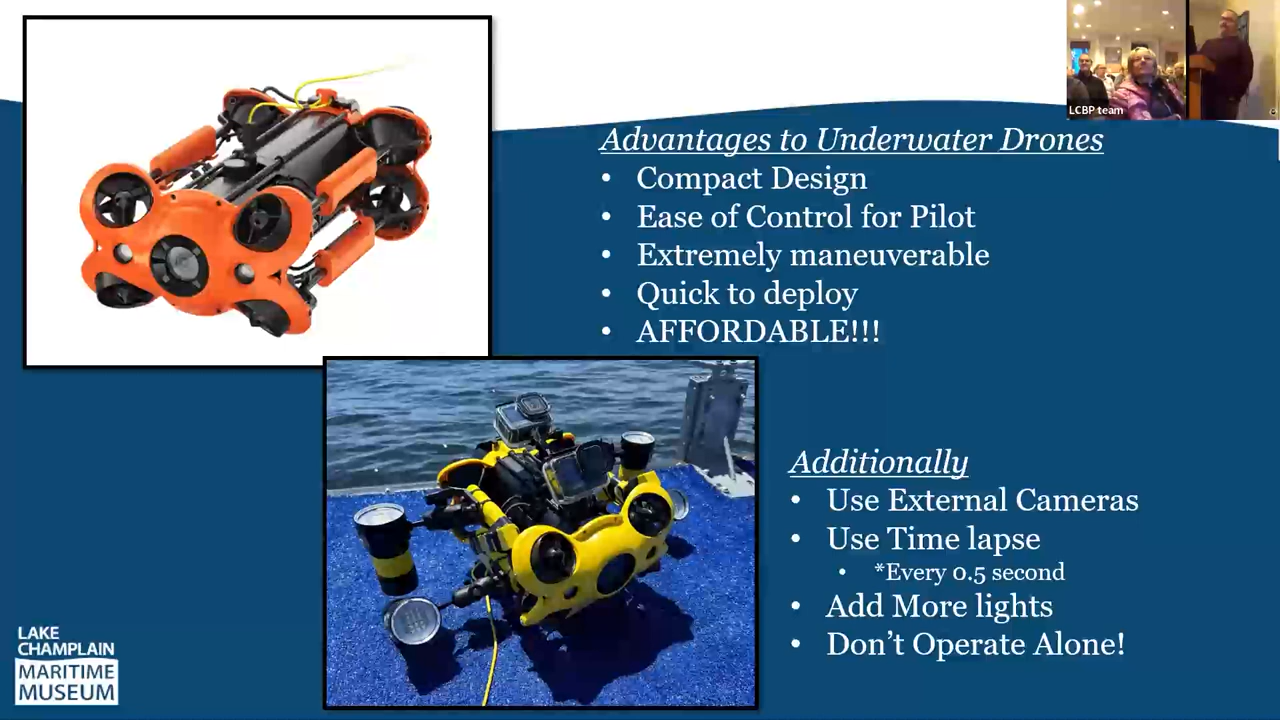 LCBP team
Advantages to Underwater Drones
• Compact Design
• Ease of Control for Pilot
• Extremely maneuverable
• Quick to deploy
• AFFORDABLE!!!
Additionally
• Use External Cameras
• Use Time lapse
• *Every 0.5 second
• Add More lights
• Don't Operate Alone!
LAKE
CHAMPLAIN
MARITIME
MUSEUM